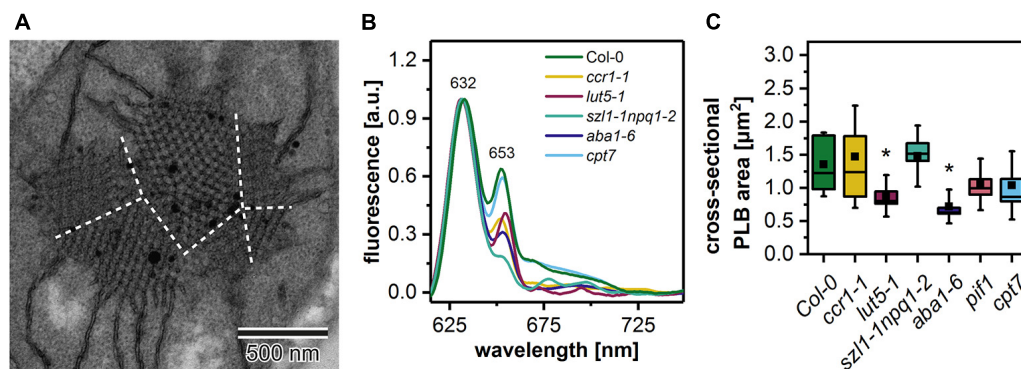 A
500 nm
B
fluorescence [a.u.]
1.2
0.9
0.6
0.3
0.0
632
653
Col-0
ccr1-1
lut5-1
szl1-1npq1-2
aba1-6
cpt7
625
675
725
wavelength [nm]
C
cross-sectional
PLB area [µm²]
3.0
2.5
2.0
1.5
1.0
0.5
0.0
*
*
Col-0
ccr1-1
lut5-1
szl1-1npq1-2
aba1-6
pif1
cpt7